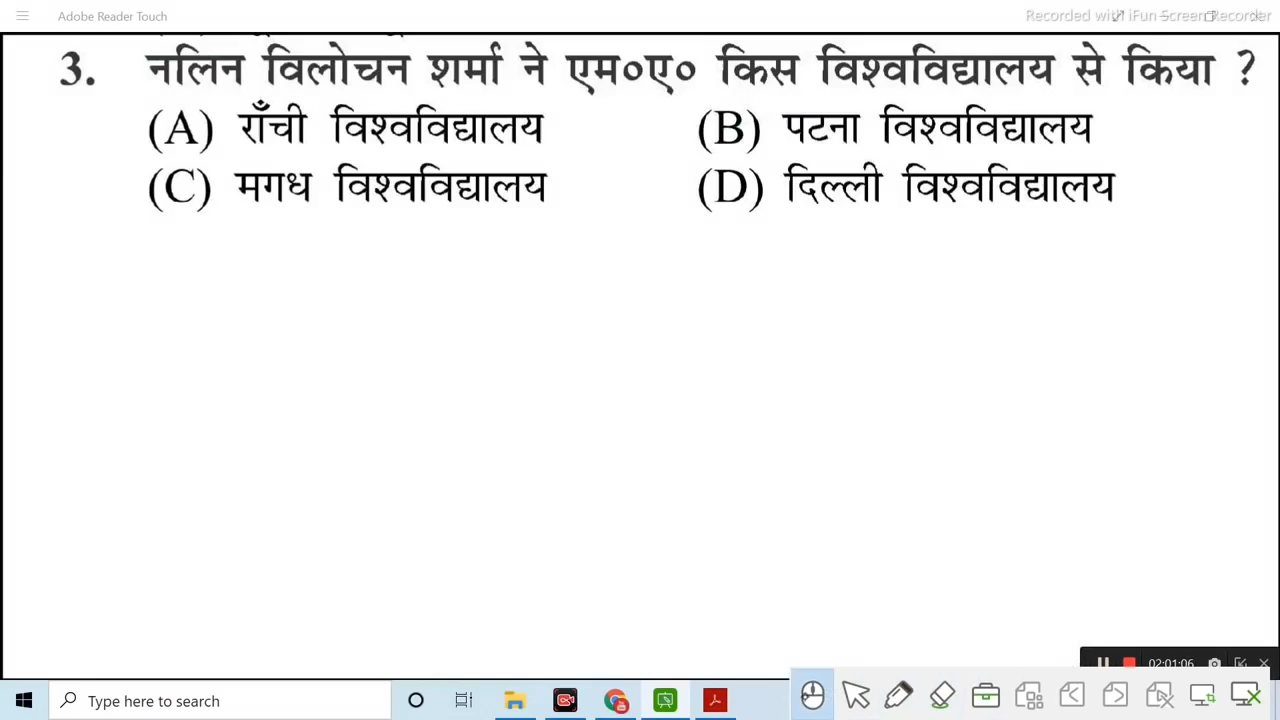 Adobe Reader Touch
Recorded with iFun Screen Recorder
3. नलिन विलोचन शर्मा ने एम०ए० किस विश्वविद्यालय से किया ?
(A) राँची विश्वविद्यालय (B) पटना विश्वविद्यालय
(C) मगध विश्वविद्यालय (D) दिल्ली विश्वविद्यालय
02:01:06
Type here to search